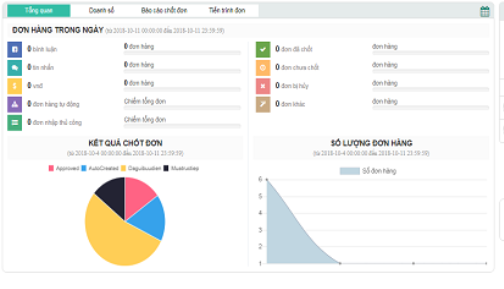 Tổng quan Doanh số Báo cáo chốt đơn Tiến trình đơn
ĐƠN HÀNG TRONG NGÀY (từ 2018-10-11 00:00:00 đến 2018-10-11 23:59:59)
0 bình luận 0 đơn hàng
0 tin nhắn 0 đơn hàng
0 vnđ 0 đơn hàng
0 đơn hàng tự động Chiếm tổng đơn
0 đơn nhập thủ công Chiếm tổng đơn
0 đơn đã chốt đơn hàng
0 đơn chưa chốt đơn hàng
0 đơn bị hủy đơn hàng
0 đơn khác đơn hàng
KẾT QUẢ CHỐT ĐƠN
(từ 2018-10-4 00:00:00 đến 2018-10-11 23:59:59)
Approved AutoCreated
SỐ LƯỢNG ĐƠN HÀNG
(từ 2018-10-4 00:00:00 đến 2018-10-11 23:59:59)
Số đơn hàng
6
5
4
3
2
1